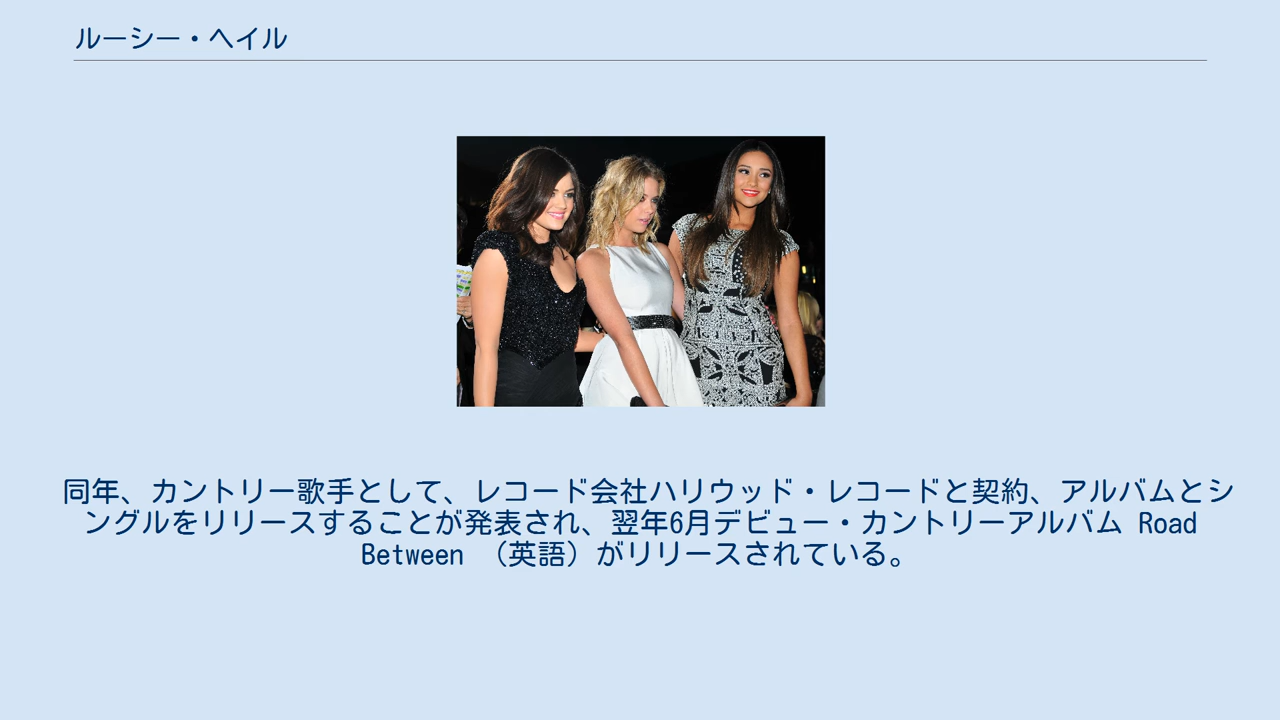 ルーシー・ヘイル
同年、カントリー歌手として、レコード会社ハリウッド・レコードと契約、アルバムとシ
ングルをリリースすることが発表され、翌年6月デビュー・カントリーアルバム Road
Between （英語）がリリースされている。